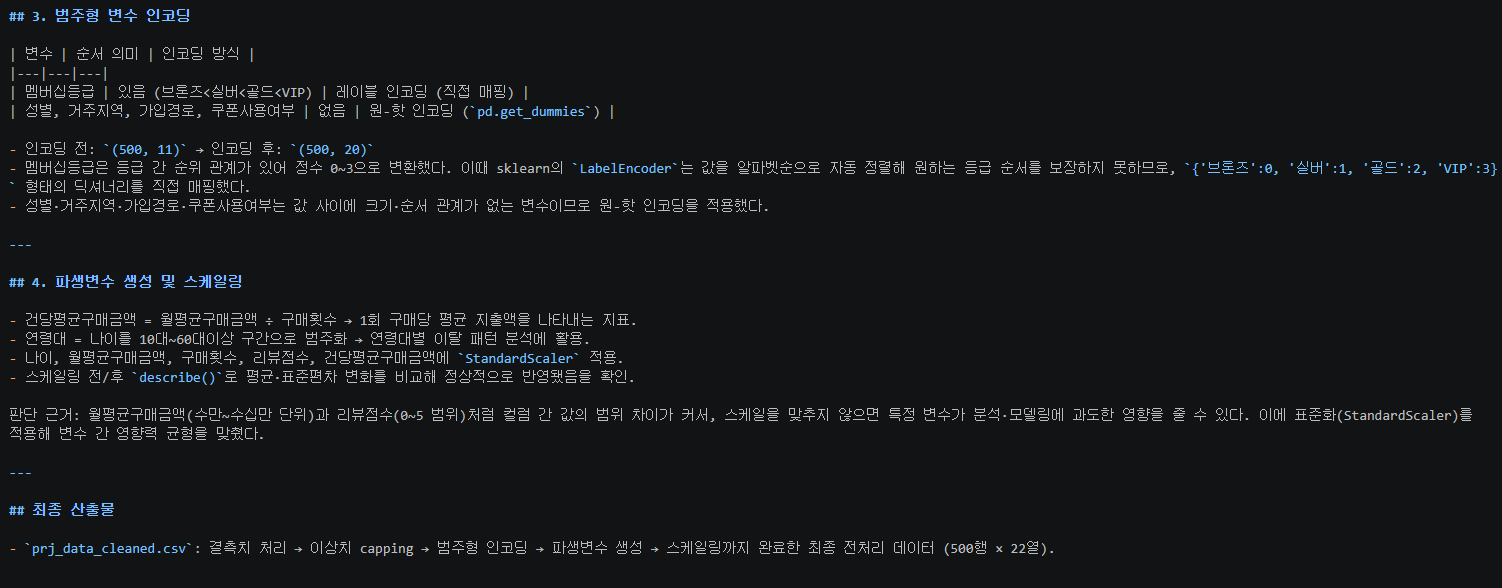 ## 3. 범주형 변수 인코딩
| 변수 | 순서 의미 | 인코딩 방식 |
|---|---|---|
| 멤버십등급 | 있음 (브론즈<실버<골드<VIP) | 레이블 인코딩 (직접 매핑) |
| 성별, 거주지역, 가입경로, 쿠폰사용여부 | 없음 | 원-핫 인코딩 (`pd.get_dummies`) |
- 인코딩 전: `(500, 11)` → 인코딩 후: `(500, 20)`
- 멤버십등급은 등급 간 순위 관계가 있어 정수 0~3으로 변환했다. 이때 sklearn의 `LabelEncoder`는 값을 알파벳순으로 자동 정렬해 원하는 등급 순서를 보장하지 못하므로, `{'브론즈':0, '실버':1, '골드':2, 'VIP':3}
` 형태의 딕셔너리를 직접 매핑했다.
- 성별·거주지역·가입경로·쿠폰사용여부는 값 사이에 크기·순서 관계가 없는 변수이므로 원-핫 인코딩을 적용했다.
---
## 4. 파생변수 생성 및 스케일링
- 건당평균구매금액 = 월평균구매금액 ÷ 구매횟수 → 1회 구매당 평균 지출액을 나타내는 지표.
- 연령대 = 나이를 10대~60대이상 구간으로 범주화 → 연령대별 이탈 패턴 분석에 활용.
- 나이, 월평균구매금액, 구매횟수, 리뷰점수, 건당평균구매금액에 `StandardScaler` 적용.
- 스케일링 전/후 `describe()`로 평균·표준편차 변화를 비교해 정상적으로 반영됐음을 확인.
판단 근거: 월평균구매금액(수만~수십만 단위)과 리뷰점수(0~5 범위)처럼 컬럼 간 값의 범위 차이가 커서, 스케일을 맞추지 않으면 특정 변수가 분석·모델링에 과도한 영향을 줄 수 있다. 이에 표준화(StandardScaler)를
적용해 변수 간 영향력 균형을 맞췄다.
---
## 최종 산출물
- `prj_data_cleaned.csv`: 결측치 처리 → 이상치 capping → 범주형 인코딩 → 파생변수 생성 → 스케일링까지 완료한 최종 전처리 데이터 (500행 × 22열).